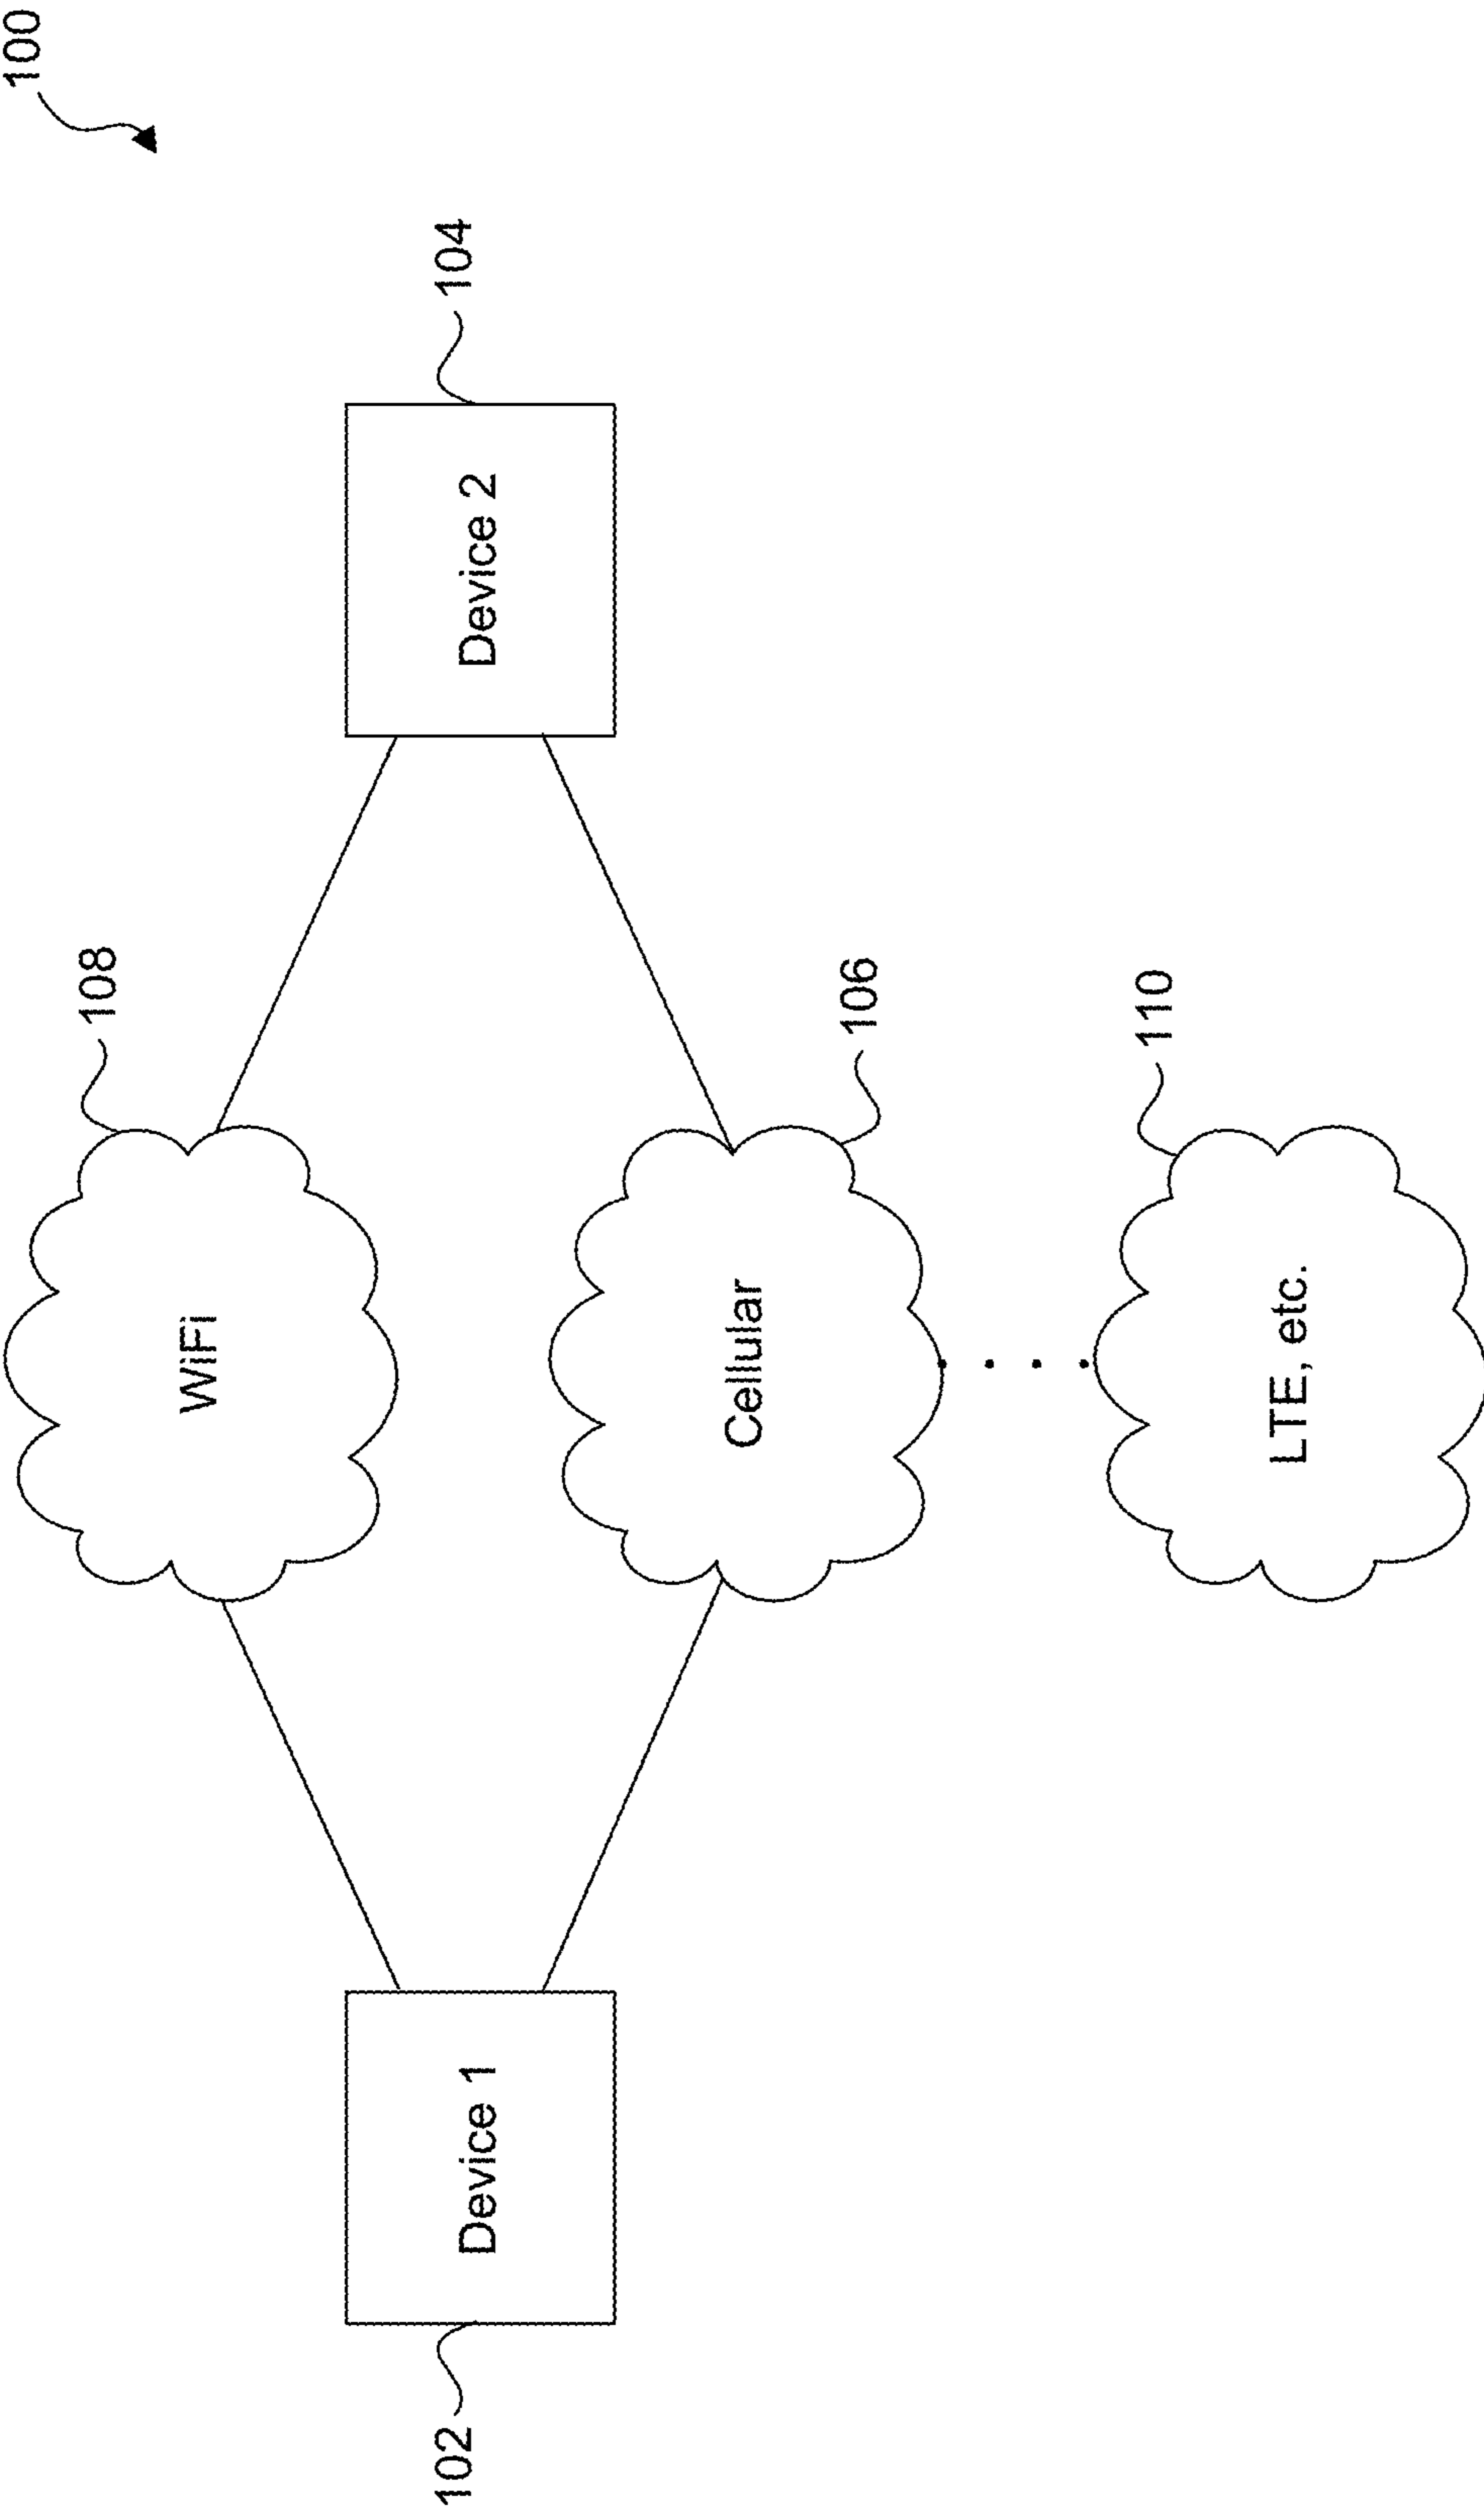 100
108
WiFi
102
Device 1
Device 2
104
106
Cellular
110
LTE, etc.